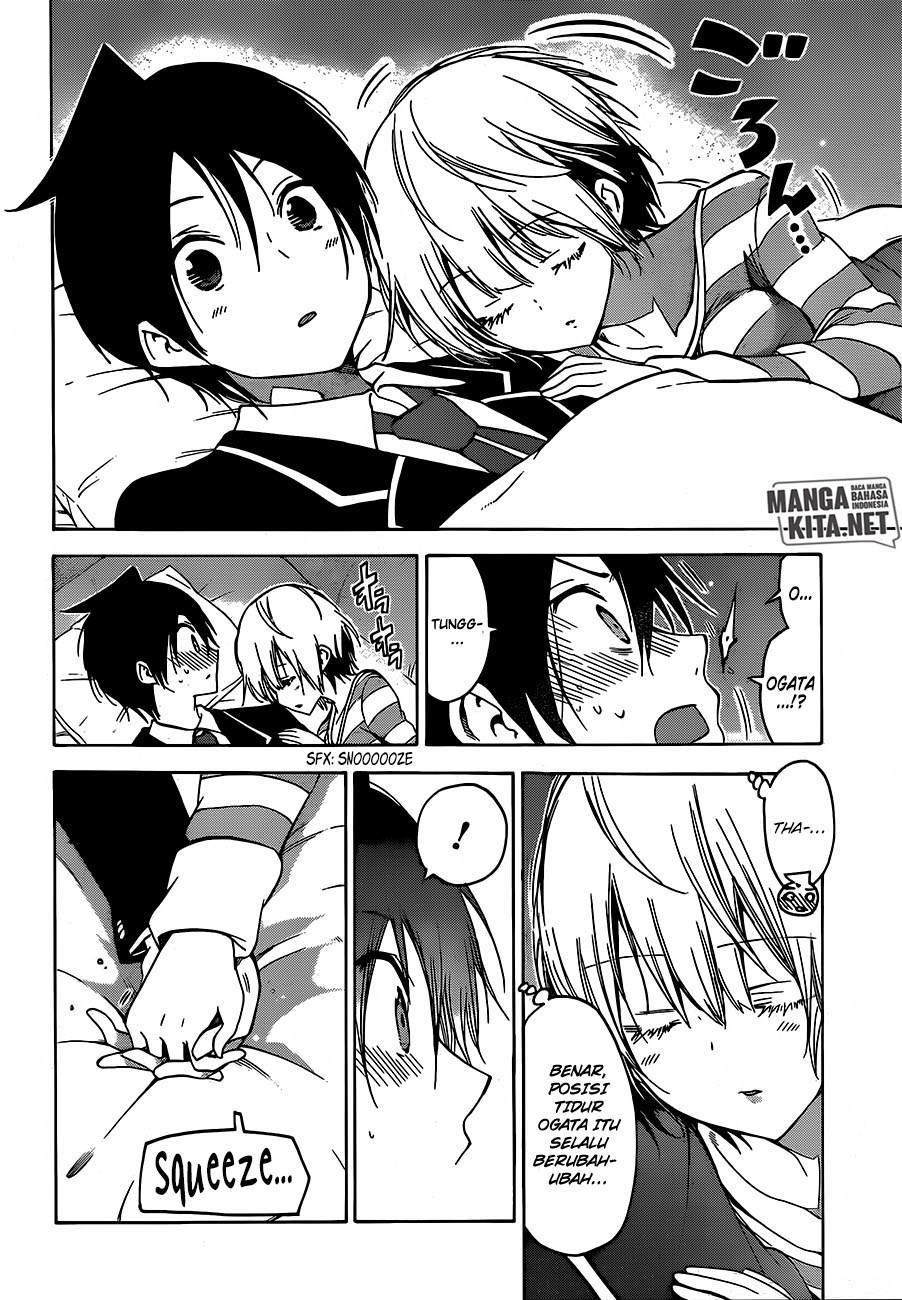 ごろん…
MANGA
BACA MANGA
BAHASA
INDONESIA
KITA.NET
O...
OGATA
...!?
TUNGG-
...
SFX: SNOOOOOZE
THA-...
BENAR,
POSISI
TIDUR
OGATA ITU
SELALU
BERUBAH-
UBAH...
!
Squeeze...